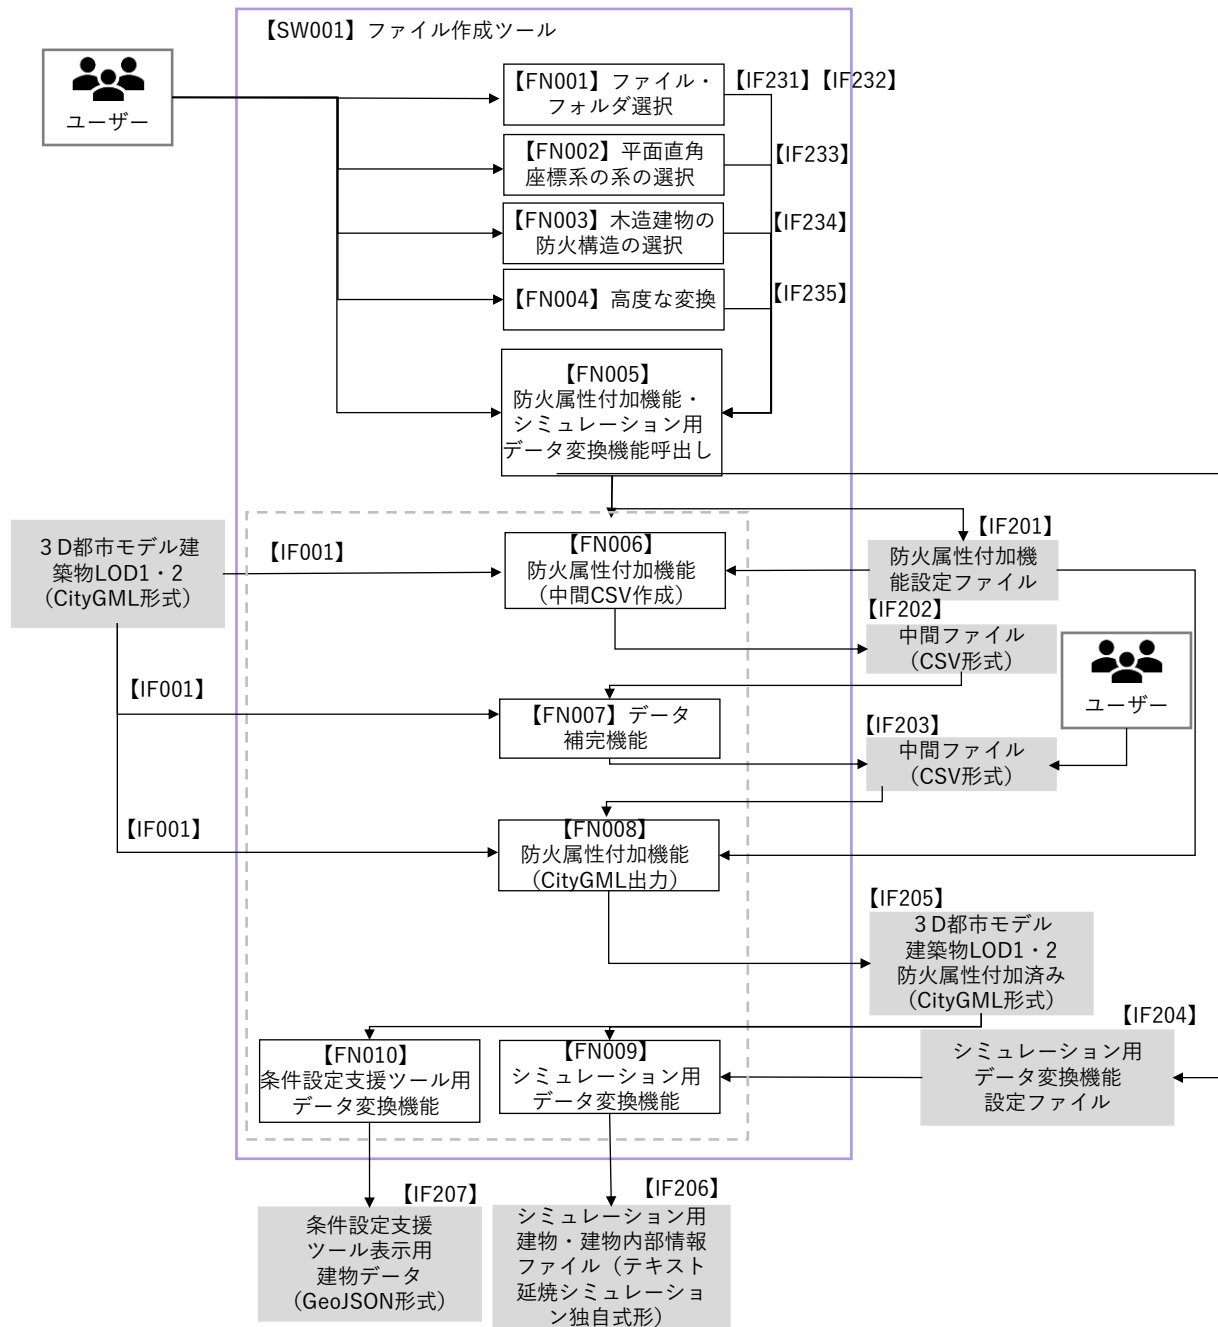 【SW001】ファイル作成ツール
ユーザー
【FN001】ファイル・
フォルダ選択
【IF231】【IF232】
【FN002】平面直角
座標系の系の選択
【IF233】
【FN003】木造建物の
防火構造の選択
【IF234】
【FN004】高度な変換
【IF235】
【FN005】
防火属性付加機能・
シミュレーション用
データ変換機能呼出し
３D都市モデル建
築物LOD1・2
（CityGML形式）
【IF001】
【FN006】
防火属性付加機能
（中間CSV作成）
【IF201】
防火属性付加機
能設定ファイル
【IF202】
中間ファイル
（CSV形式）
ユーザー
【IF001】
【FN007】データ
補完機能
【IF203】
中間ファイル
（CSV形式）
【IF001】
【FN008】
防火属性付加機能
（CityGML出力）
【IF205】
３D都市モデル
建築物LOD1・2
防火属性付加済み
（CityGML形式）
【IF204】
シミュレーション用
データ変換機能
設定ファイル
【FN010】
条件設定支援ツール用
データ変換機能
【FN009】
シミュレーション用
データ変換機能
【IF207】
条件設定支援
ツール表示用
建物データ
（GeoJSON形式）
【IF206】
シミュレーション用
建物・建物内部情報
ファイル（テキスト
延焼シミュレーショ
ン独自式形）